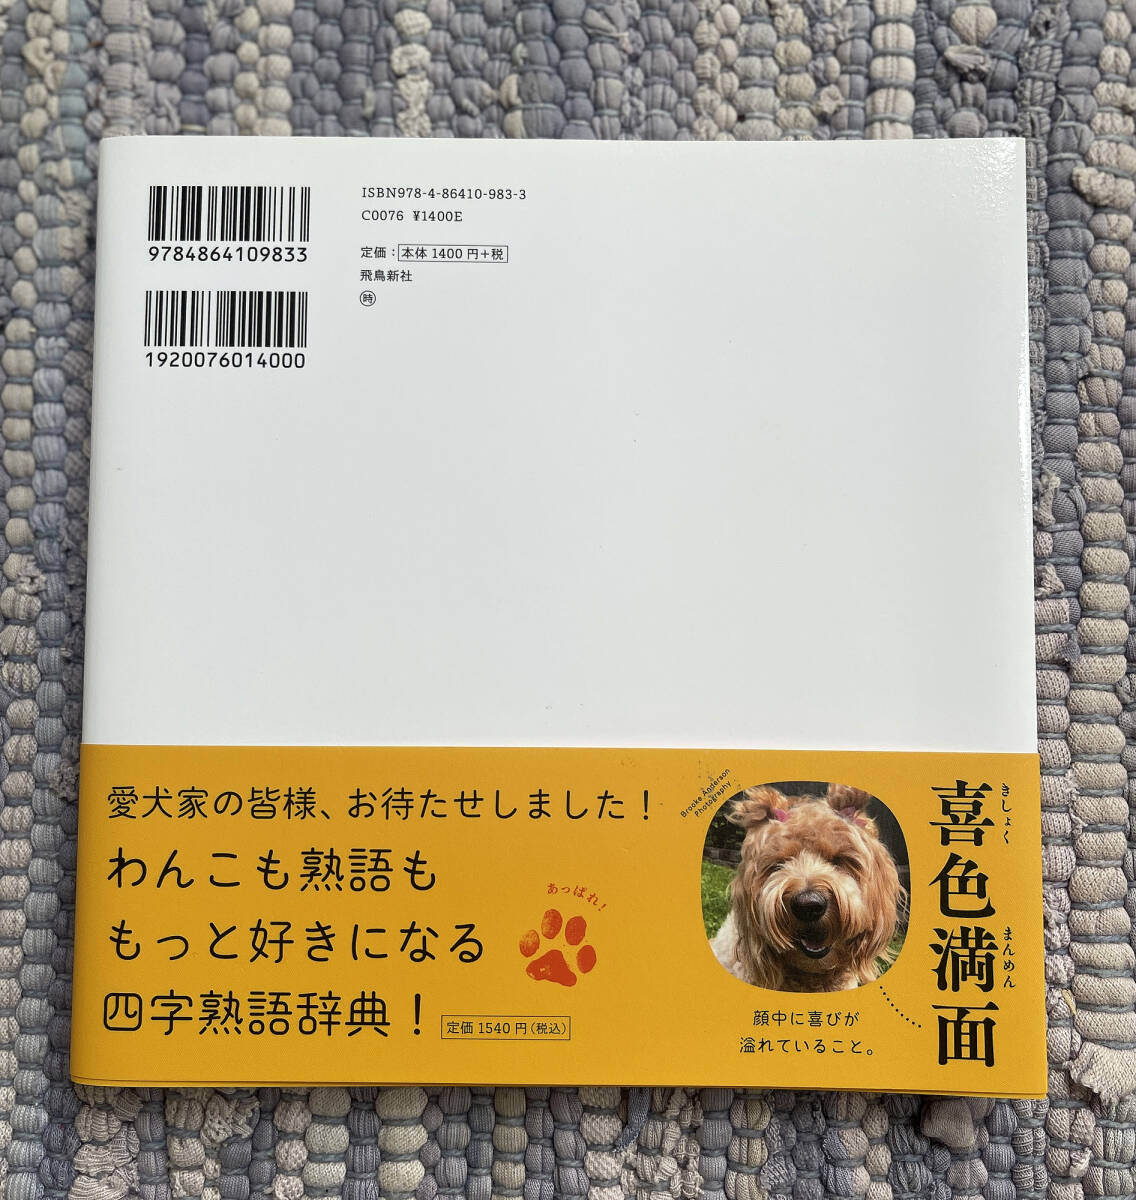 9784864109833
1920076014000
ISBN978-4-86410-983-3
C0076 ¥1400E
定価：本体 1400 円+税
飛鳥新社
時
愛犬家の皆様、お待たせしました！
わんこも熟語も
もっと好きになる
四字熟語辞典！
定価 1540 円（税込）
あっぱれ！
Brooke Anderson
Photography
喜色満面
きしょく
まんめん
顔中に喜びが
溢れていること。